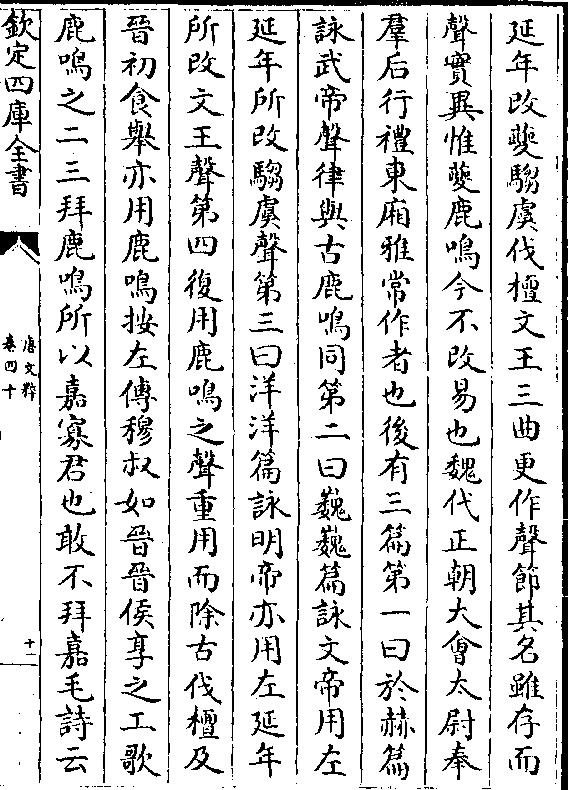 延年改夔騶虞伐檀文王三曲更作聲節其名雖存而
聲實異惟夔鹿鳴今不改易也魏代正朝大會太尉奉
羣后行禮東廂雅常作者也後有三篇第一曰於赫篇
詠武帝聲律與古鹿鳴同第二曰巍巍篇詠文帝用左
延年所改騶虞聲第三曰洋洋篇詠明帝亦用左延年
所改文王聲第四復用鹿鳴之聲重用而除古伐檀及
晉初食舉亦用鹿鳴按左傳穆叔如晉晉侯享之工歌
鹿鳴之二三拜鹿鳴所以嘉寡君也敢不拜嘉毛詩云
欽定四庫全書
唐文粹
卷四十
十一